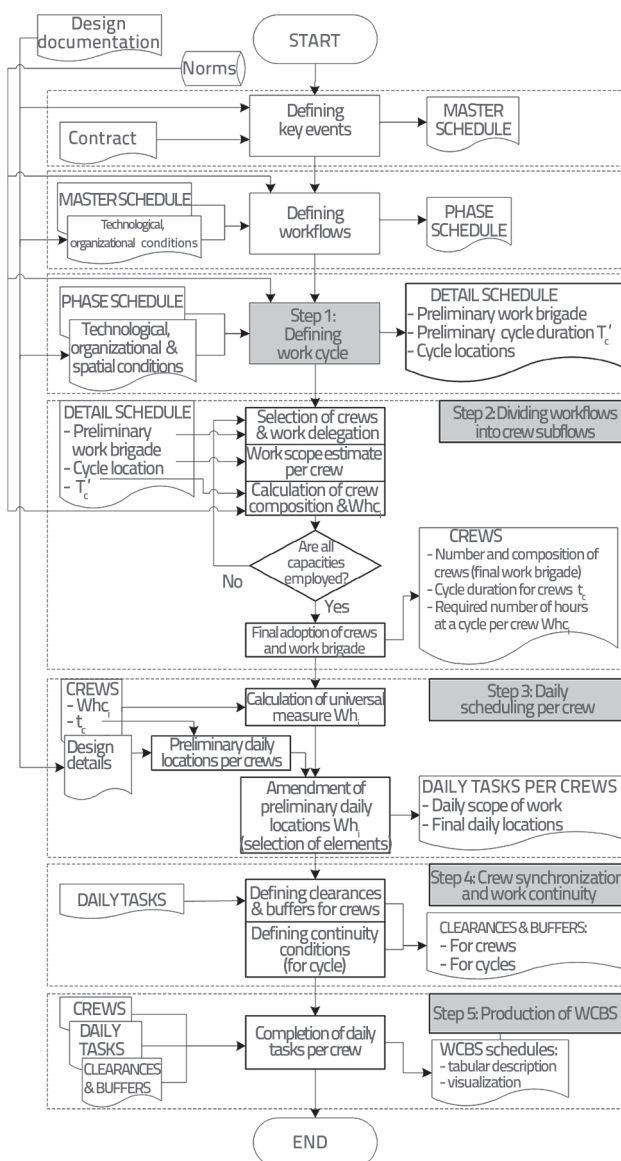 Design
documentation
START
Norms
Contract
Defining
key events
MASTER
SCHEDULE
MASTER SCHEDULE
Technological,
organizational conditions
Defining
workflows
PHASE
SCHEDULE
PHASE SCHEDULE
Technological,
organizational &
spatial conditions
Step 1:
Defining
work cycle
DETAIL SCHEDULE
- Preliminary work brigade
- Preliminary cycle duration T'c
- Cycle locations
DETAIL SCHEDULE
- Preliminary
work brigade
- Cycle location
- T'c
Selection of crews
& work delegation
Work scope estimate
per crew
Calculation of crew
composition & Whci
Step 2: Dividing workflows
into crew subflows
Are all
capacities
employed?
No
Yes
Final adoption of crews
and work brigade
CREWS
- Number and composition of
crews (final work brigade)
- Cycle duration for crews tc
- Required number of hours
at a cycle per crew Whci
CREWS
- Whci
- tc
Design
details
Calculation of universal
measure Whi
Preliminary daily
locations per crews
Amendment of
preliminary daily
locations Whi
(selection of elements)
Step 3: Daily
scheduling per crew
DAILY TASKS PER CREWS
- Daily scope of work
- Final daily locations
DAILY TASKS
Defining clearances
& buffers for crews
Defining continuity
conditions
(for cycle)
Step 4: Crew synchronization
and work continuity
CLEARANCES & BUFFERS:
- For crews
- For cycles
CREWS
DAILY
TASKS
CLEARANCES
& BUFFERS
Completion of daily
tasks per crew
Step 5: Production of WCBS
WCBS schedules:
- tabular description
- visualization
END